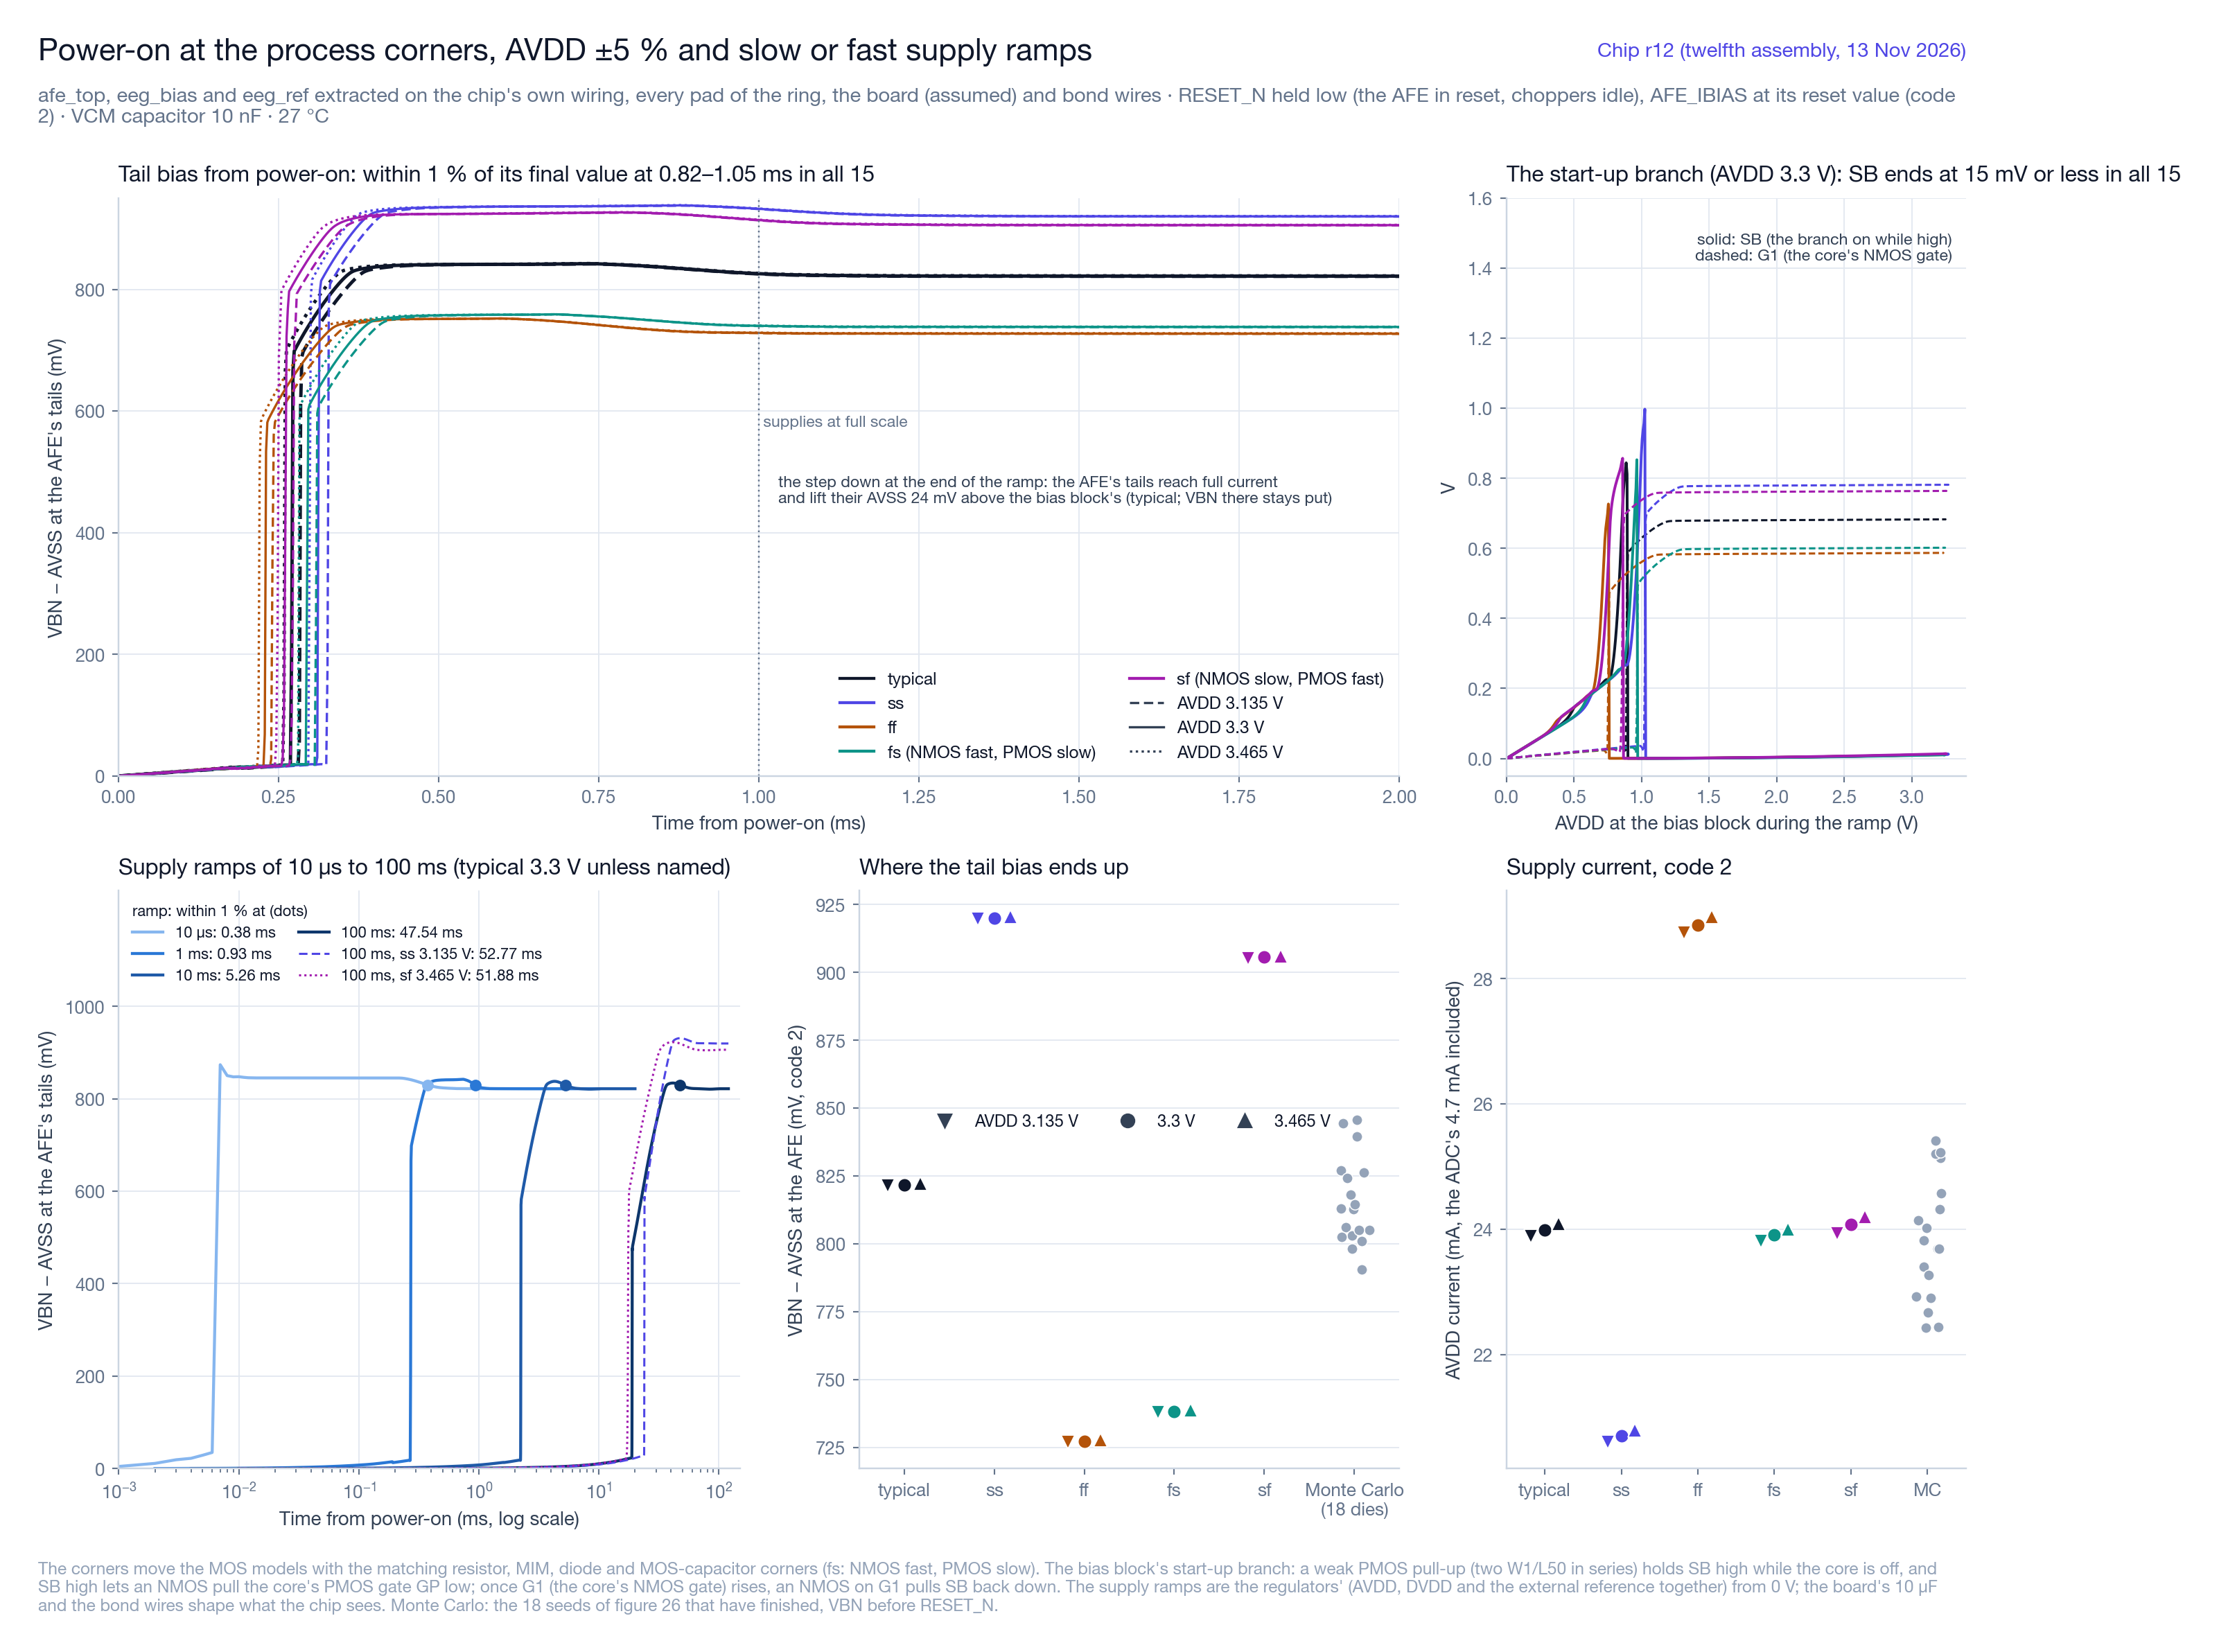 Power-on at the process corners, AVDD ±5 % and slow or fast supply ramps
Chip r12 (twelfth assembly, 13 Nov 2026)
afe_top, eeg_bias and eeg_ref extracted on the chip's own wiring, every pad of the ring, the board (assumed) and bond wires · RESET_N held low (the AFE in reset, choppers idle), AFE_IBIAS at its reset value (code
2) · VCM capacitor 10 nF · 27 °C
Tail bias from power-on: within 1 % of its final value at 0.82–1.05 ms in all 15
VBN – AVSS at the AFE's tails (mV)
800
600
400
200
0
supplies at full scale
the step down at the end of the ramp: the AFE's tails reach full current
and lift their AVSS 24 mV above the bias block's (typical; VBN there stays put)
typical
ss
ff
fs (NMOS fast, PMOS slow)
sf (NMOS slow, PMOS fast)
AVDD 3.135 V
AVDD 3.3 V
AVDD 3.465 V
0.00 0.25 0.50 0.75 1.00 1.25 1.50 1.75 2.00
Time from power-on (ms)
The start-up branch (AVDD 3.3 V): SB ends at 15 mV or less in all 15
solid: SB (the branch on while high)
dashed: G1 (the core's NMOS gate)
V
1.6
1.4
1.2
1.0
0.8
0.6
0.4
0.2
0.0
0.0 0.5 1.0 1.5 2.0 2.5 3.0
AVDD at the bias block during the ramp (V)
Supply ramps of 10 µs to 100 ms (typical 3.3 V unless named)
ramp: within 1 % at (dots)
10 µs: 0.38 ms
1 ms: 0.93 ms
10 ms: 5.26 ms
100 ms: 47.54 ms
100 ms, ss 3.135 V: 52.77 ms
100 ms, sf 3.465 V: 51.88 ms
VBN – AVSS at the AFE's tails (mV)
1000
800
600
400
200
0
10⁻³ 10⁻² 10⁻¹ 10⁰ 10¹ 10²
Time from power-on (ms, log scale)
Where the tail bias ends up
VBN – AVSS at the AFE (mV, code 2)
925
900
875
850
825
800
775
750
725
AVDD 3.135 V
3.3 V
3.465 V
typical ss ff fs sf Monte Carlo
(18 dies)
Supply current, code 2
AVDD current (mA, the ADC's 4.7 mA included)
28
26
24
22
typical ss ff fs sf MC
The corners move the MOS models with the matching resistor, MIM, diode and MOS-capacitor corners (fs: NMOS fast, PMOS slow). The bias block's start-up branch: a weak PMOS pull-up (two W1/L50 in series) holds SB high while the core is off, and
SB high lets an NMOS pull the core's PMOS gate GP low; once G1 (the core's NMOS gate) rises, an NMOS on G1 pulls SB back down. The supply ramps are the regulators' (AVDD, DVDD and the external reference together) from 0 V; the board's 10 µF
and the bond wires shape what the chip sees. Monte Carlo: the 18 seeds of figure 26 that have finished, VBN before RESET_N.